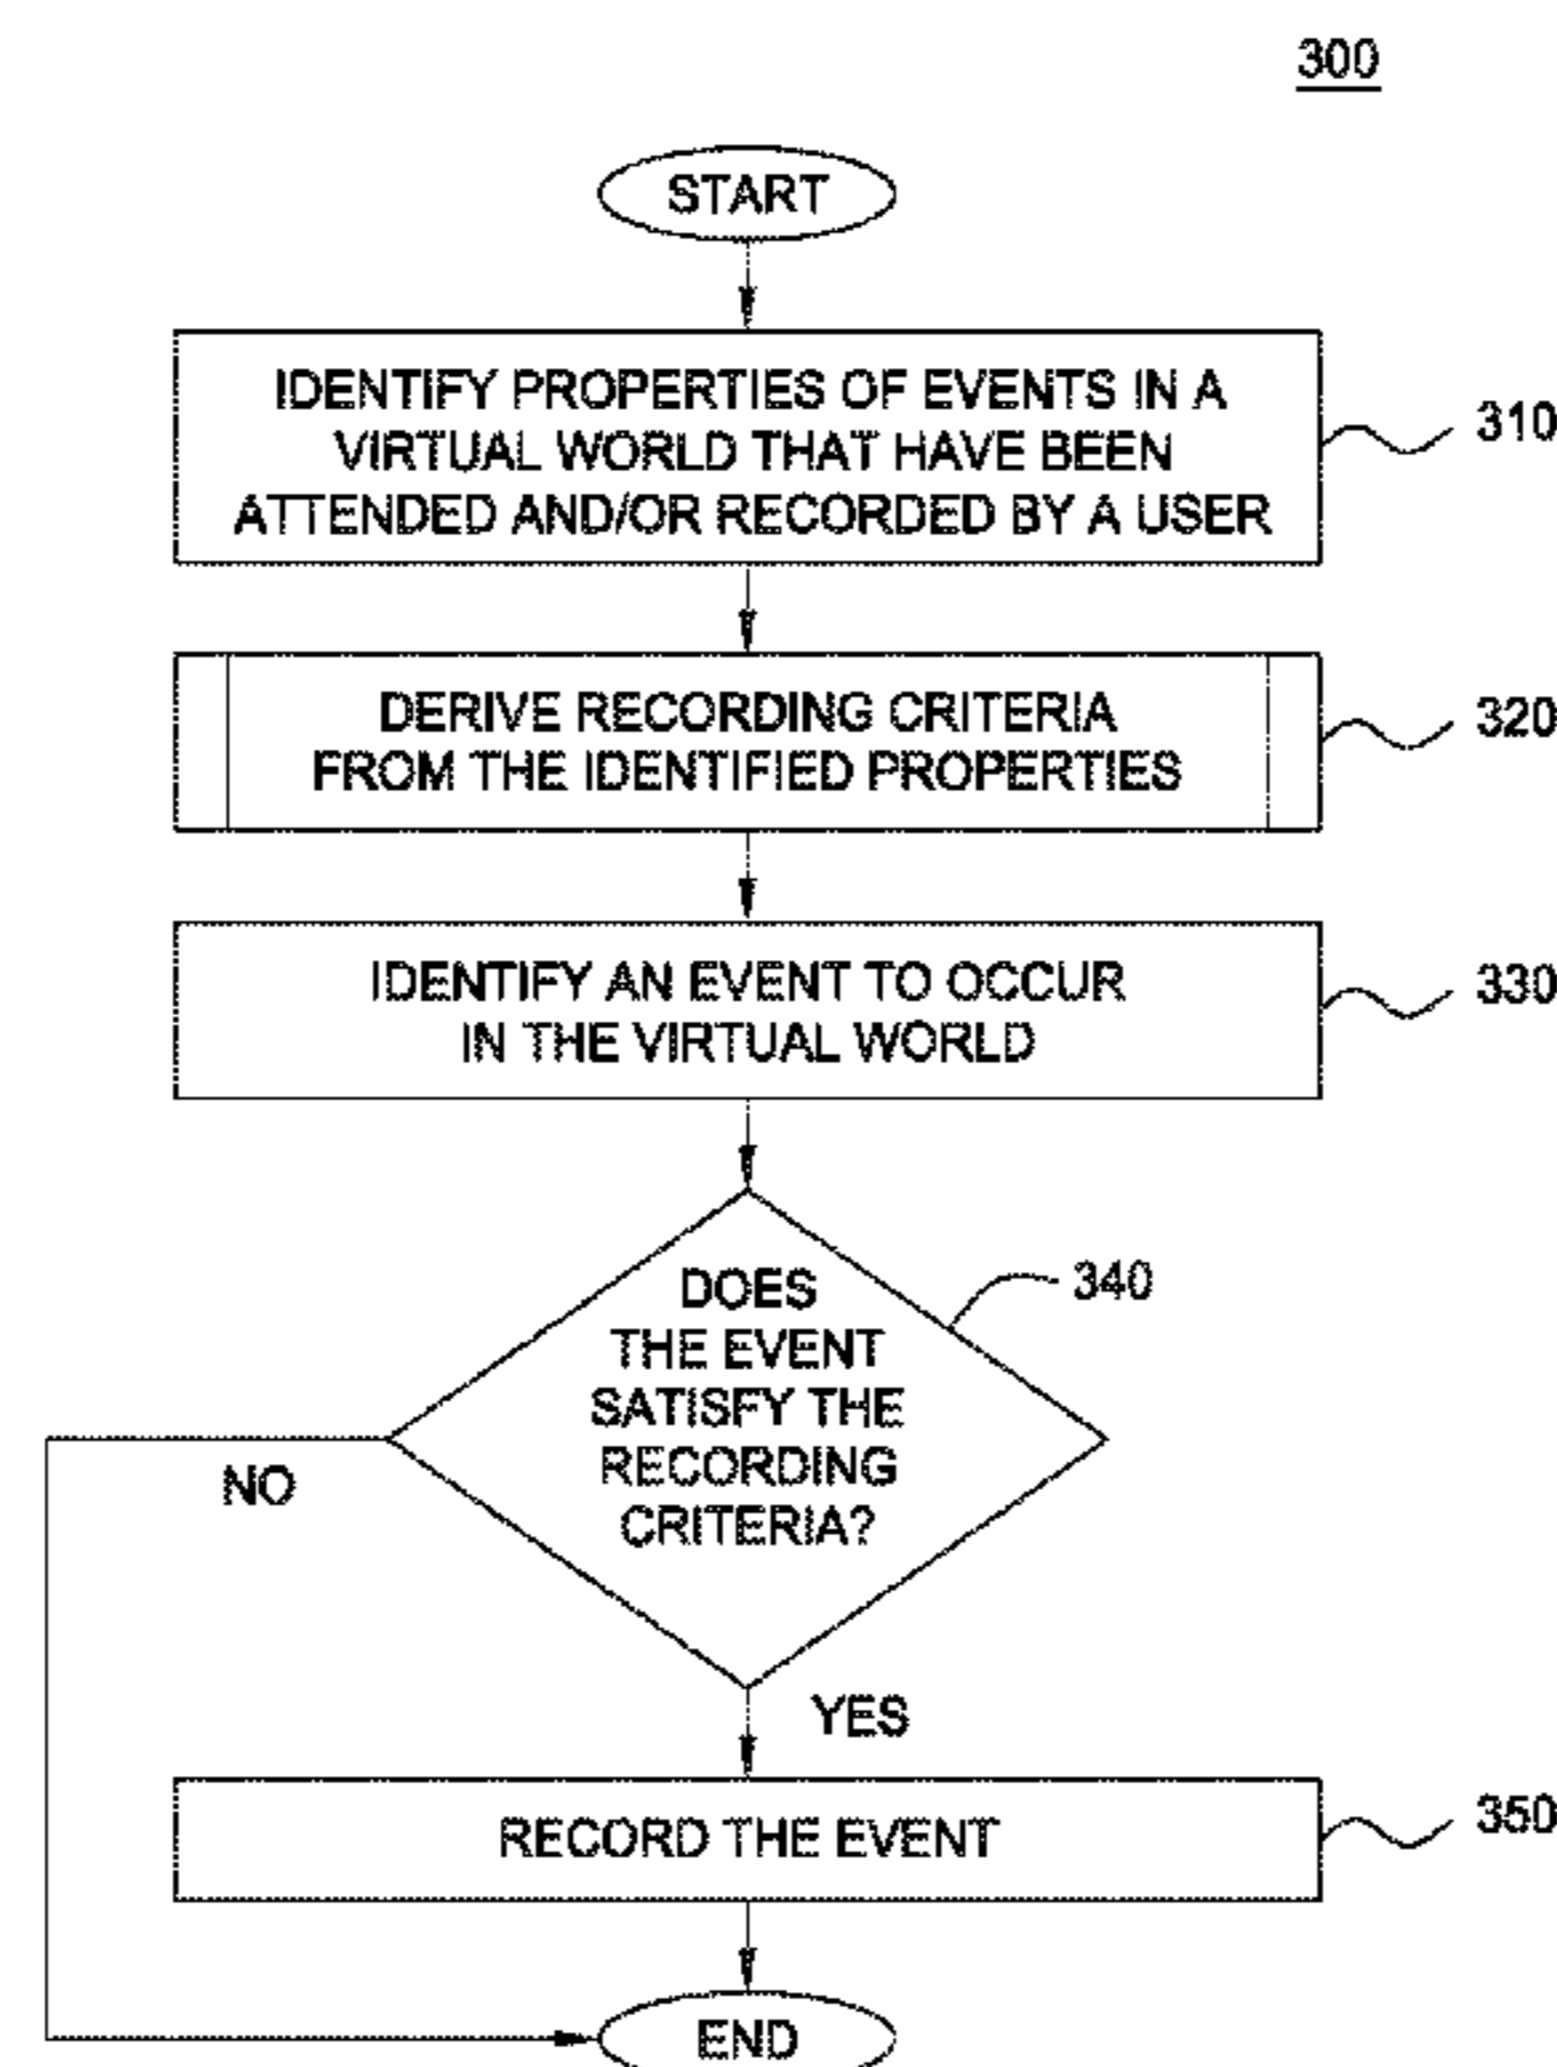 300
START
IDENTIFY PROPERTIES OF EVENTS IN A
VIRTUAL WORLD THAT HAVE BEEN
ATTENDED AND/OR RECORDED BY A USER
310
DERIVE RECORDING CRITERIA
FROM THE IDENTIFIED PROPERTIES
320
IDENTIFY AN EVENT TO OCCUR
IN THE VIRTUAL WORLD
330
DOES
THE EVENT
SATISFY THE
RECORDING
CRITERIA?
340
NO
YES
RECORD THE EVENT
350
END